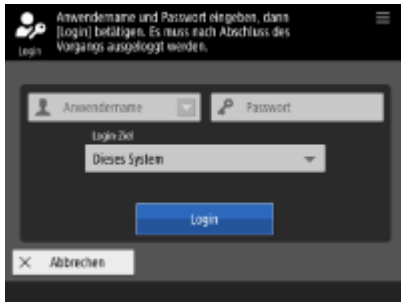 Anwendername und Passwort eingeben, dann
[Login] betätigen. Es muss nach Abschluss des
Vorgangs ausgeloggt werden.
Login
Anwendername
Passwort
Login-Ziel
Dieses System
Login
Abbrechen